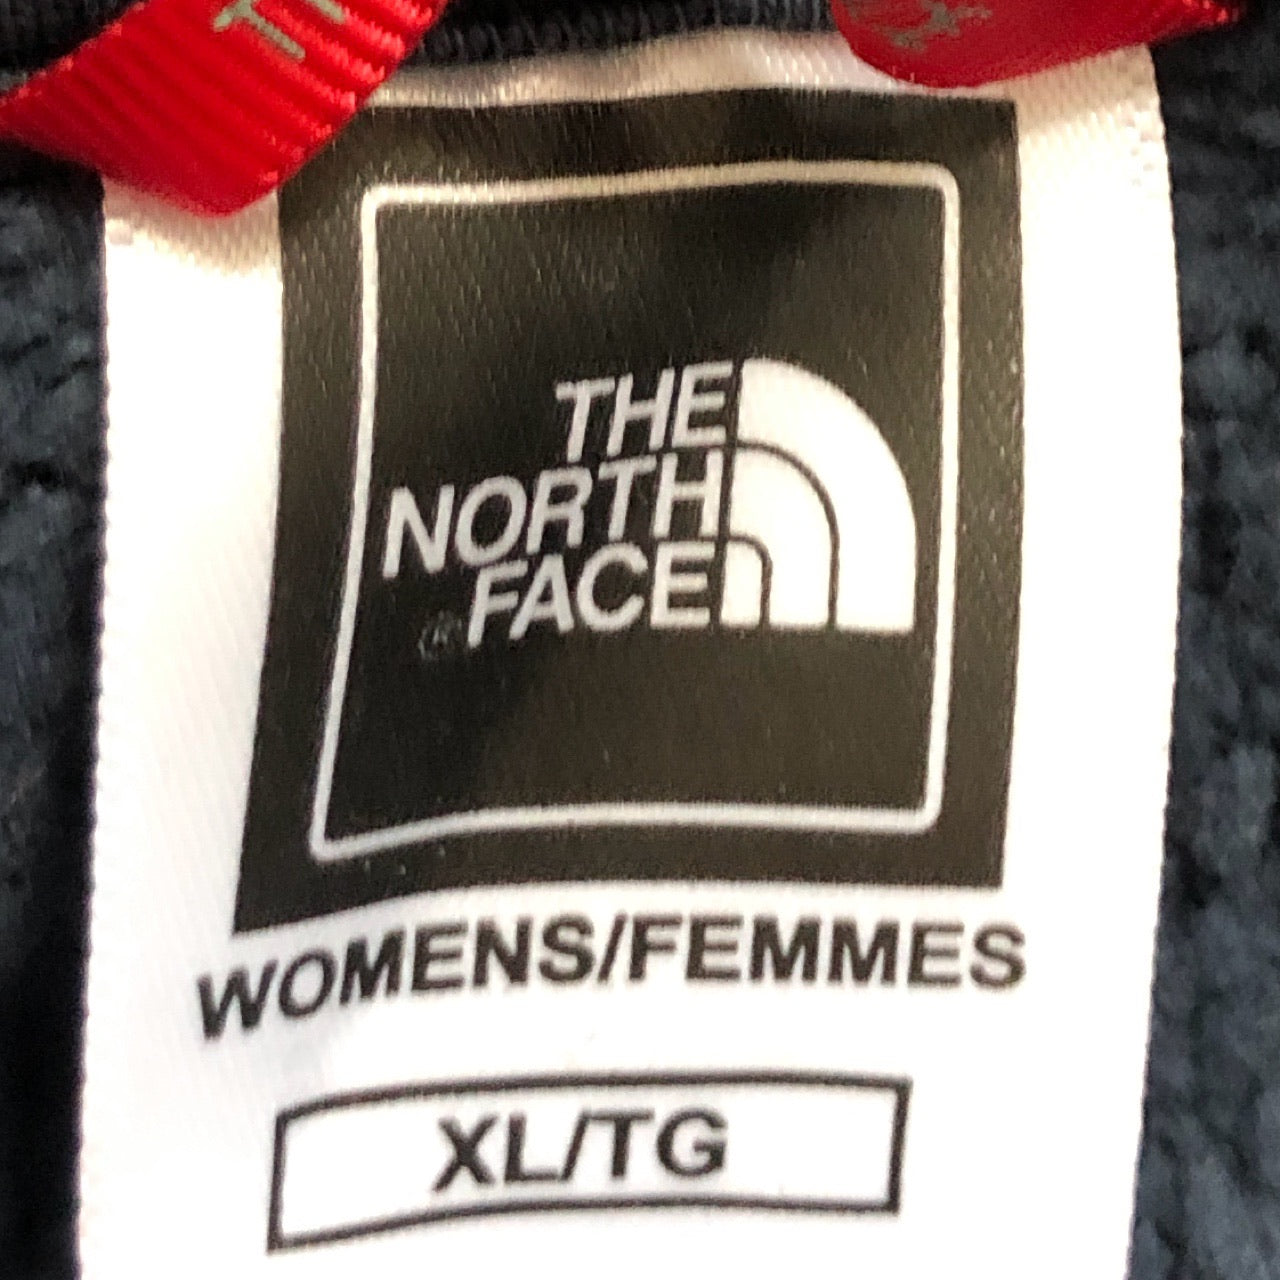 THE
NORTH
FACE
WOMENS/FEMMES
XL/TG